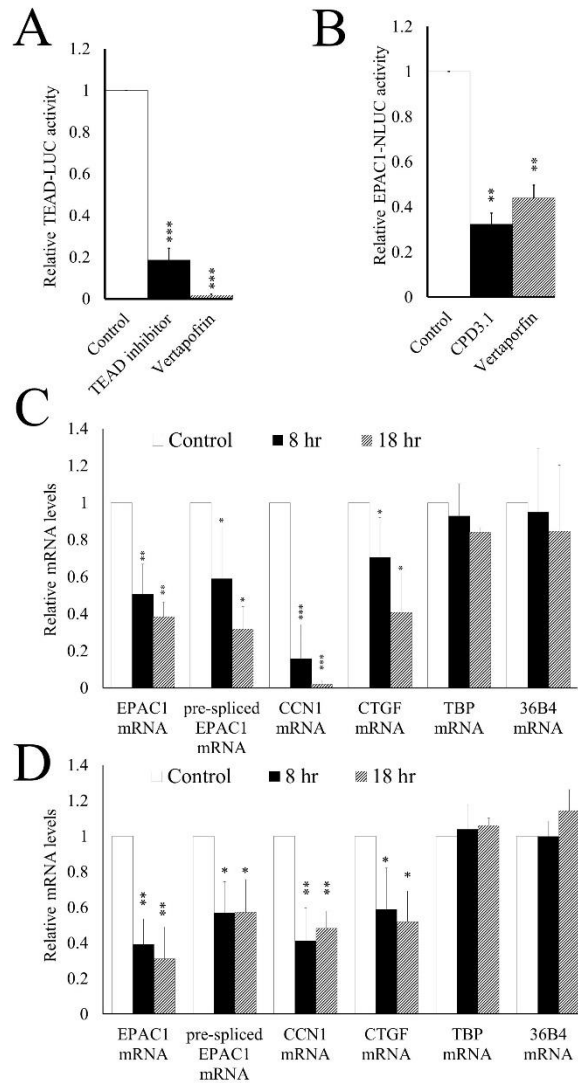 A
Relative TEAD-LUC activity
1.2
1
0.8
0.6
0.4
0.2
0
***
***
Control
TEAD inhibitor
Vertapofrin
B
Relative EPAC1-NLUC activity
1.2
1
0.8
0.6
0.4
0.2
0
**
**
Control
CPD3.1
Vertaporfin
C
Relative mRNA levels
1.4
1.2
1
0.8
0.6
0.4
0.2
0
Control
8 hr
18 hr
**
**
*
*
***
***
*
*
EPAC1
mRNA
pre-spliced
EPAC1
mRNA
CCN1
mRNA
CTGF
mRNA
TBP
mRNA
36B4
mRNA
D
Relative mRNA levels
1.4
1.2
1
0.8
0.6
0.4
0.2
0
Control
8 hr
18 hr
**
**
*
*
**
**
*
*
EPAC1
mRNA
pre-spliced
EPAC1
mRNA
CCN1
mRNA
CTGF
mRNA
TBP
mRNA
36B4
mRNA